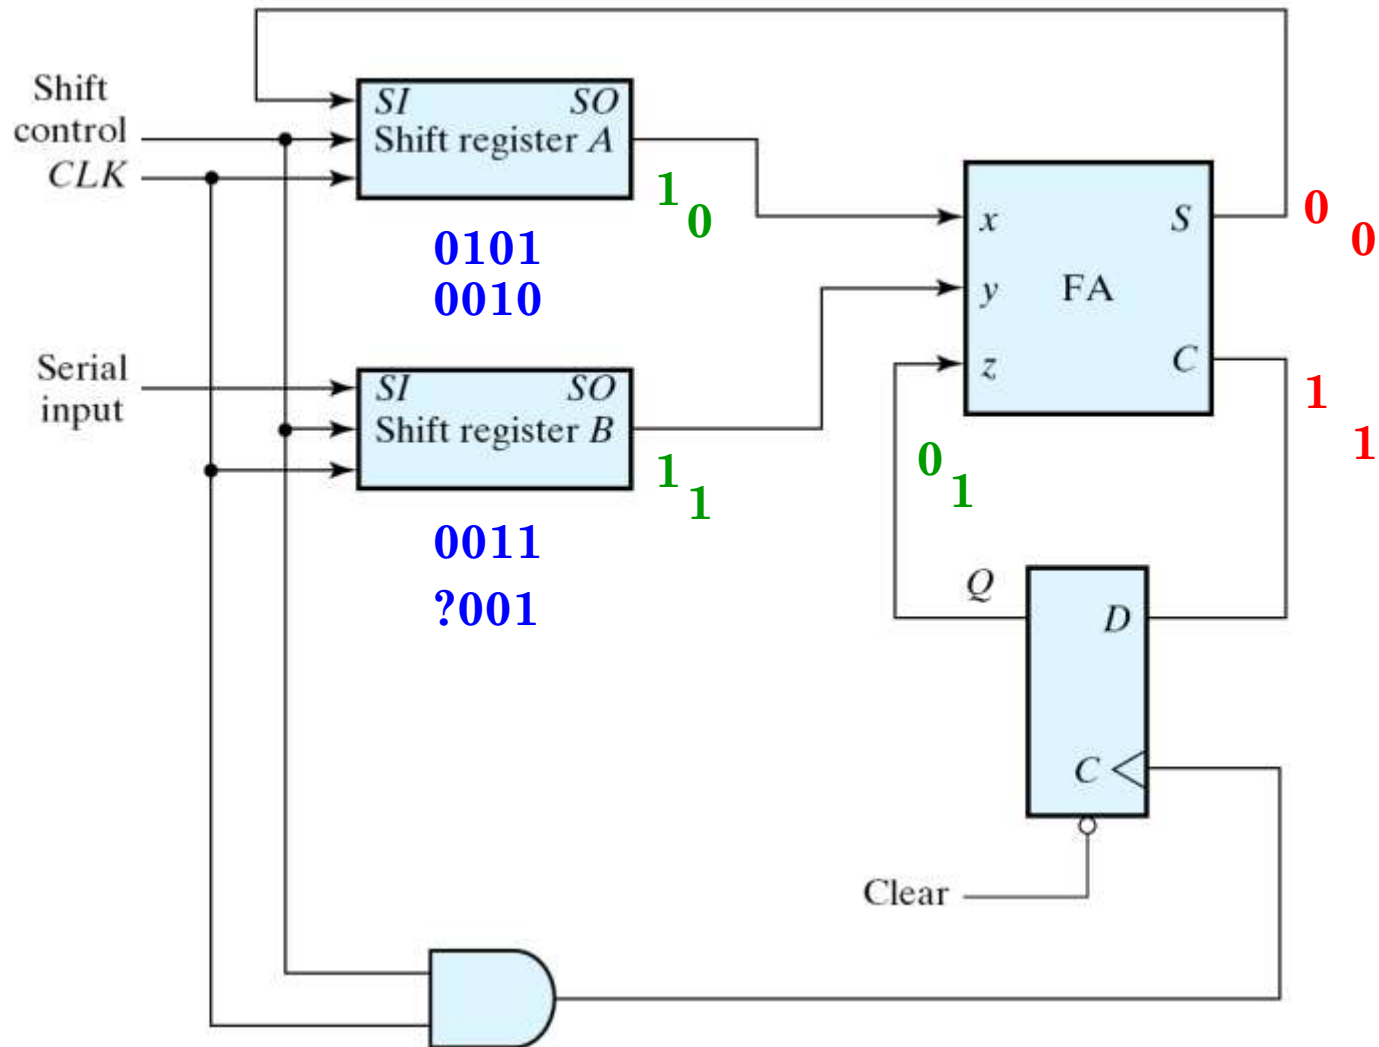 Shift
control
CLK
SI SO
Shift register A
1
0
0101
0010
Serial
input
SI SO
Shift register B
1
1
0011
?001
x S
y FA
z C
0
0
1
1
0
1
Q
D
C
Clear